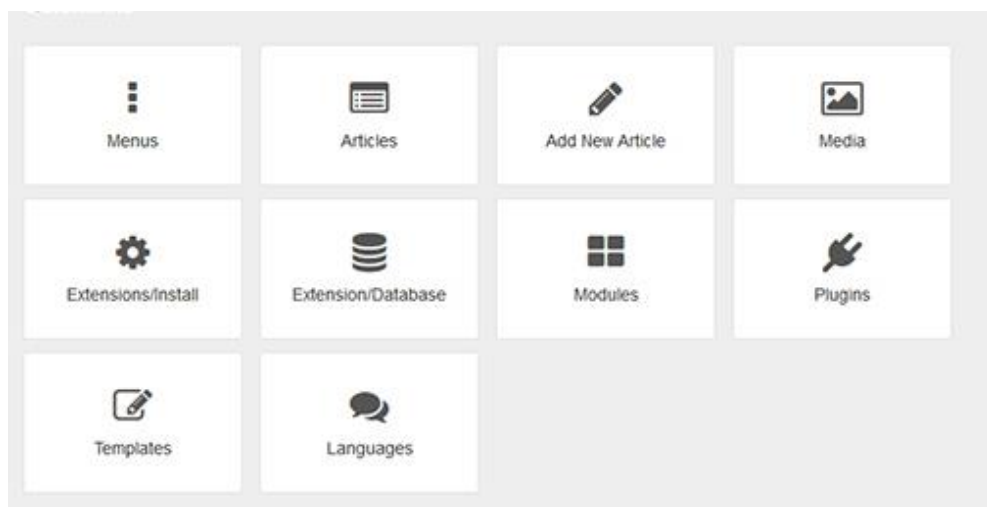 Menus
Articles
Add New Article
Media
Extensions/Install
Extension/Database
Modules
Plugins
Templates
Languages